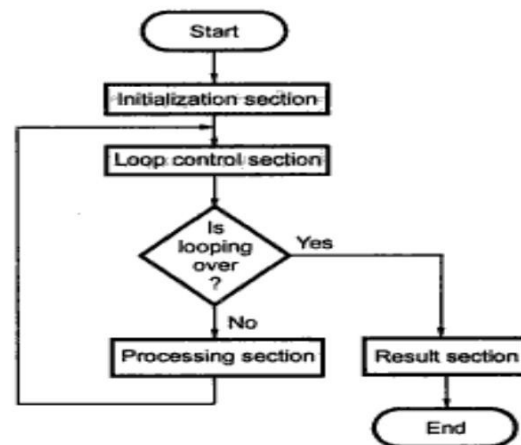 Start
Initialization section
Loop control section
Is
looping
over
?
Yes
No
Processing section
Result section
End